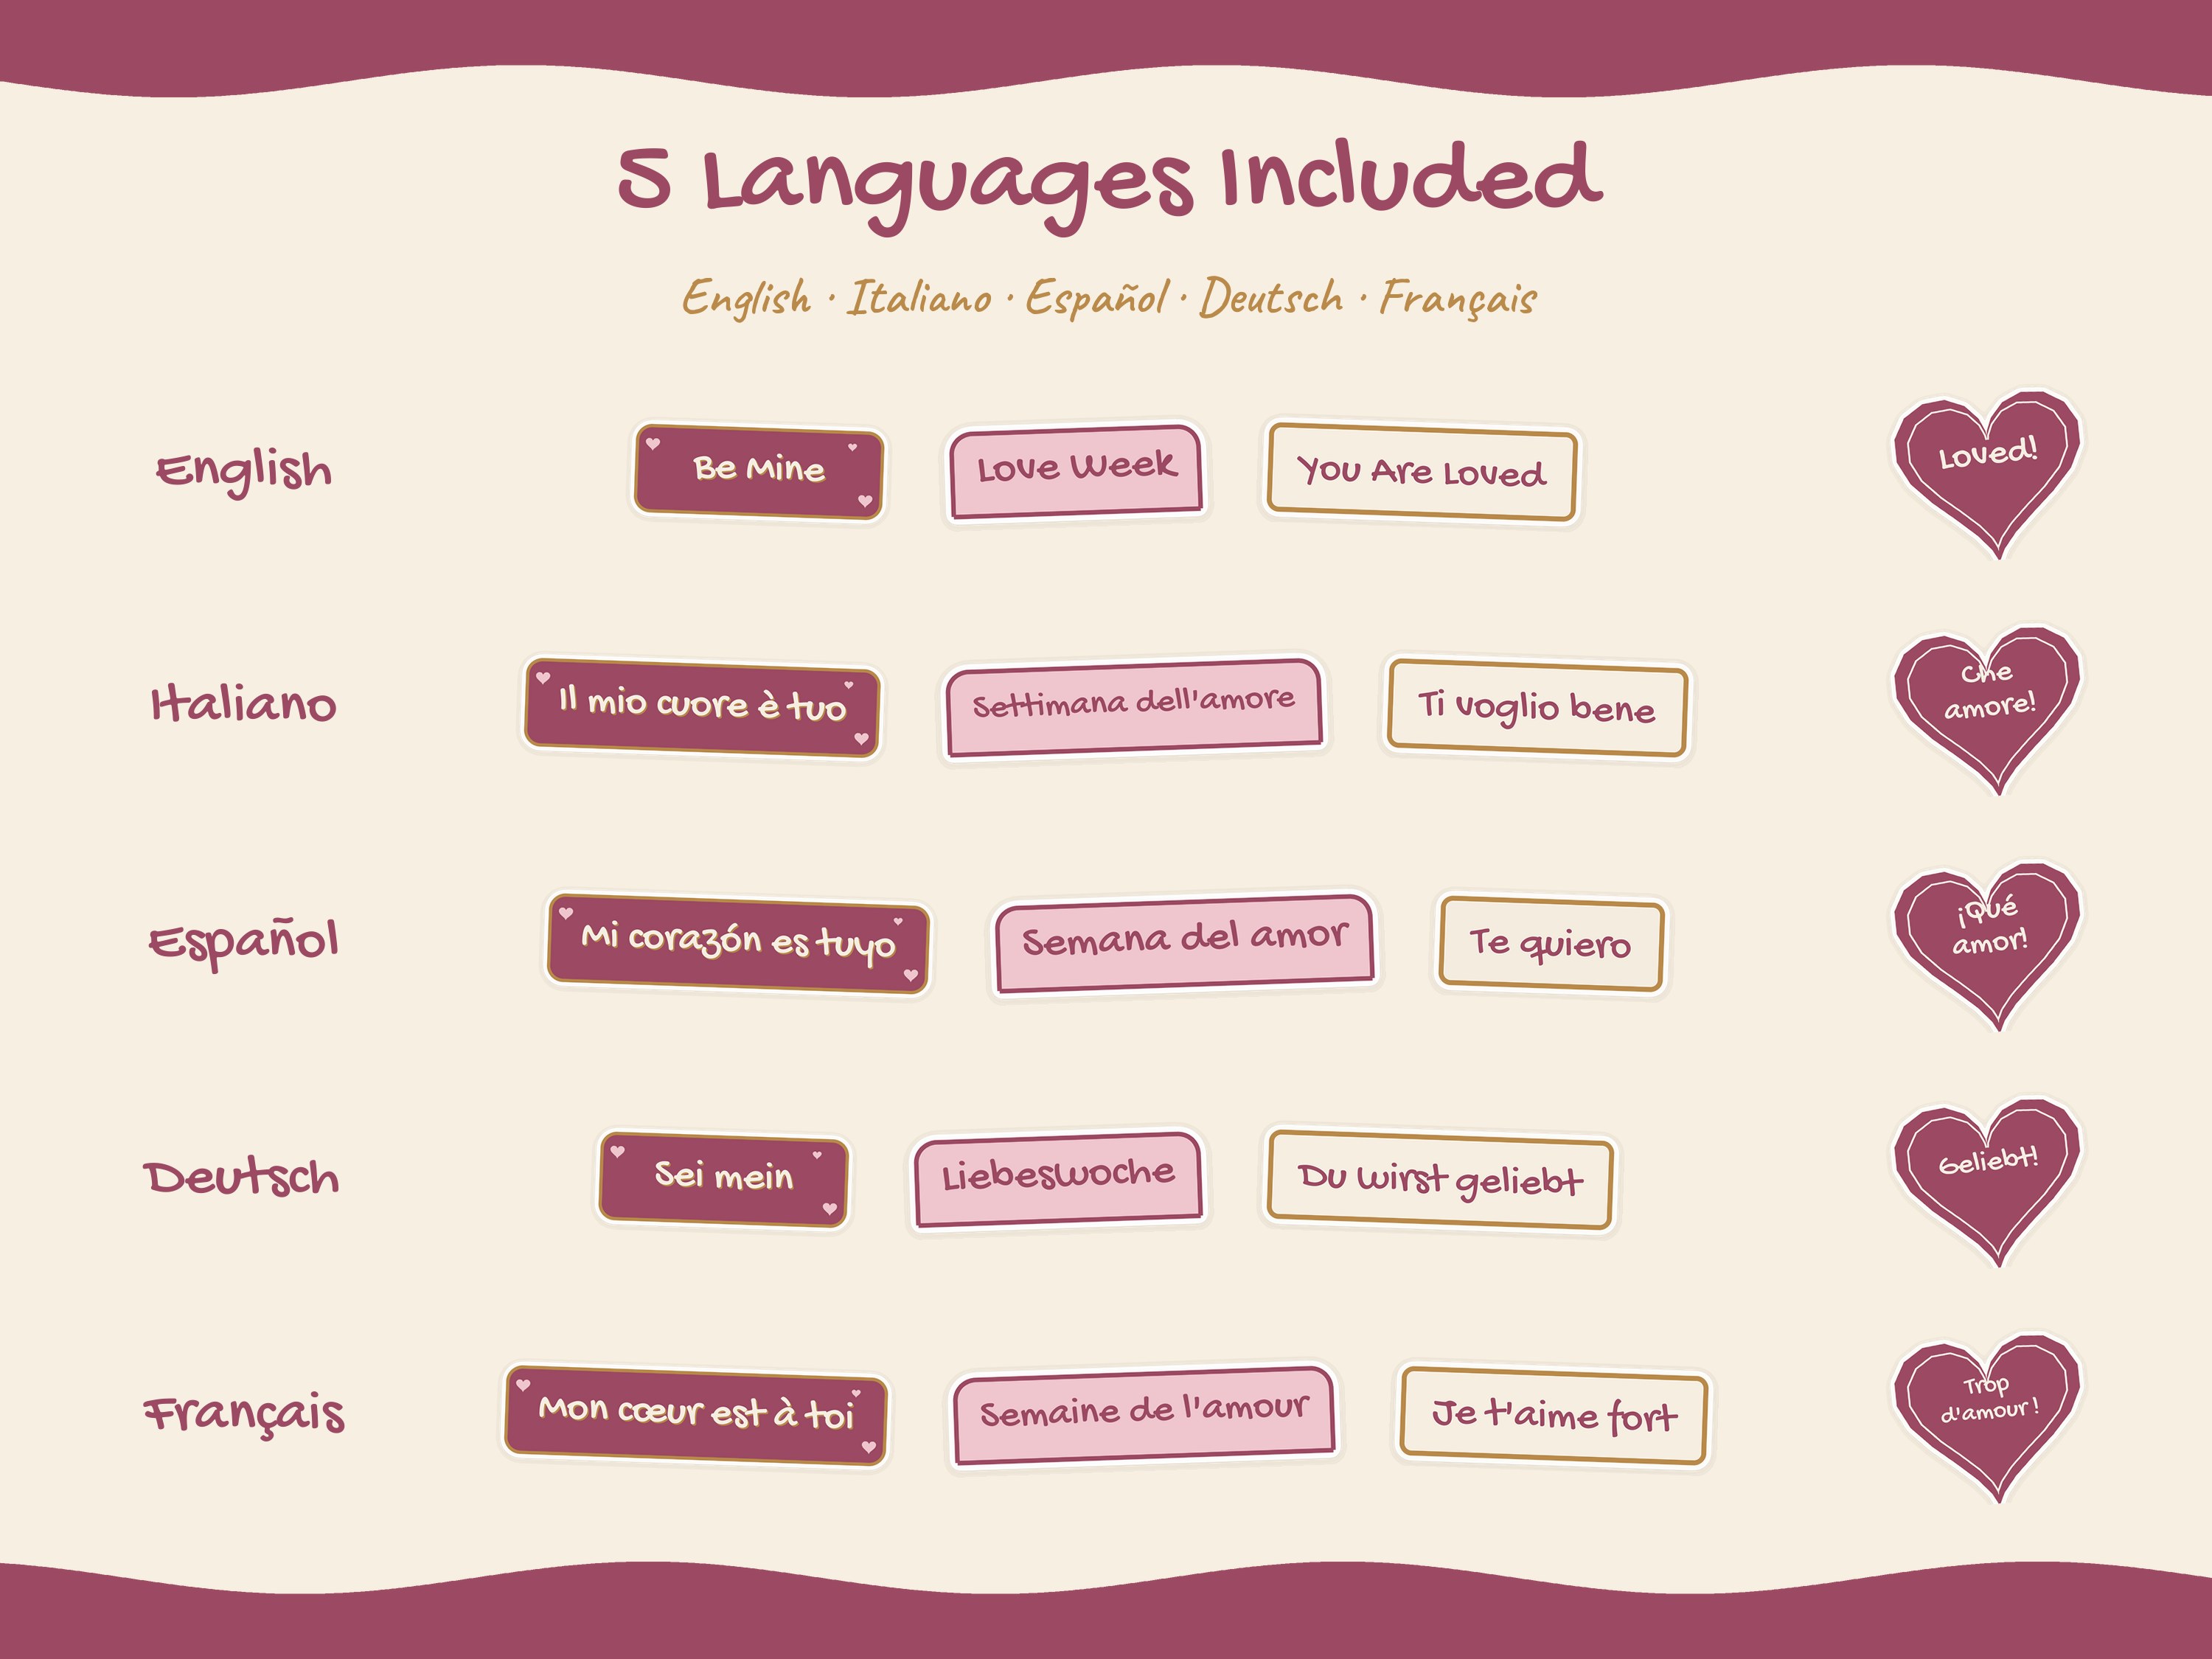 5 Languages Included
English · Italiano · Español · Deutsch · Français
English
Be Mine
Love Week
You Are Loved
Loved!
Italiano
Il mio cuore è tuo
Settimana dell'amore
Ti voglio bene
Che
amore!
Español
Mi corazón es tuyo
Semana del amor
Te quiero
¡Qué
amor!
Deutsch
Sei mein
Liebeswoche
Du wirst geliebt
Geliebt!
Français
Mon cœur est à toi
Semaine de l'amour
Je t'aime fort
Trop
d'amour !